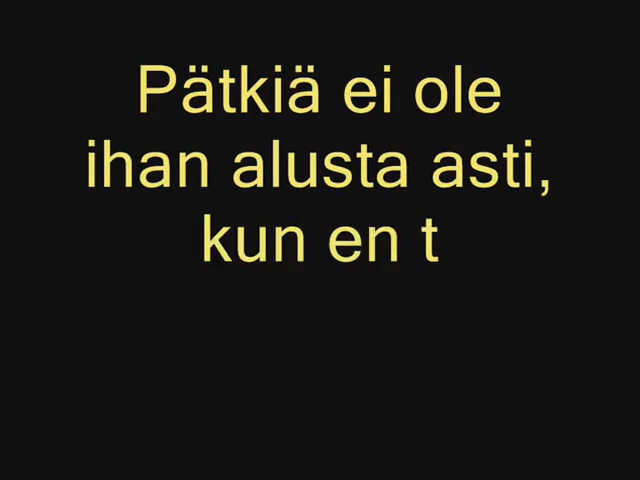 Pätkiä ei ole
ihan alusta asti,
kun en t